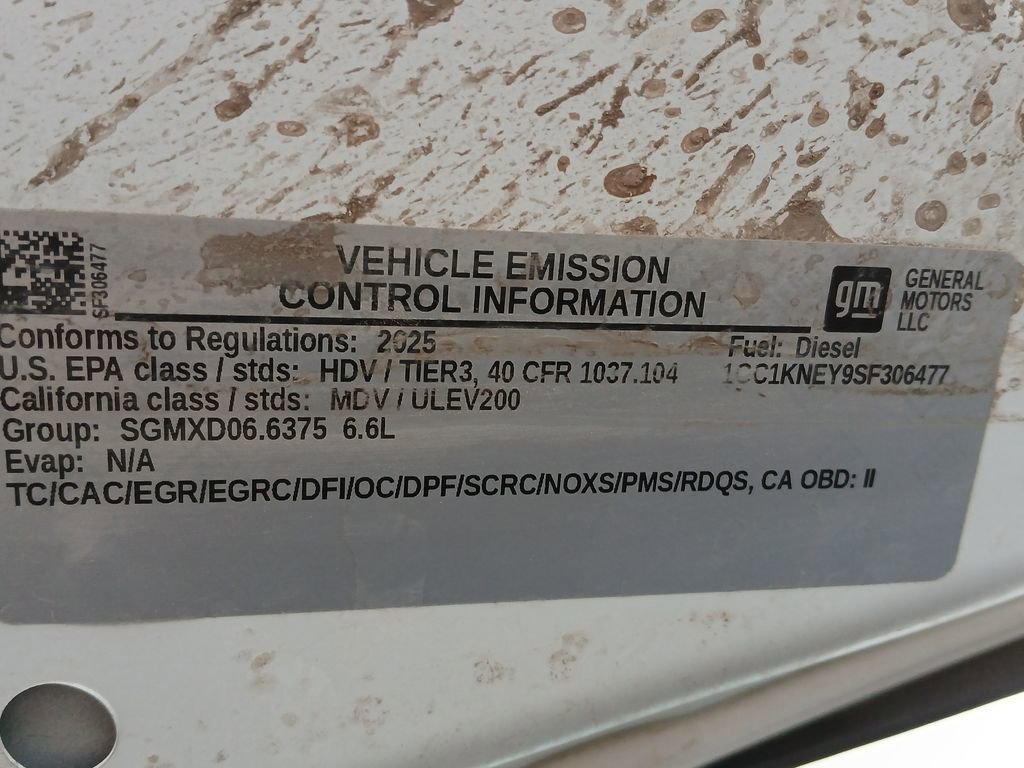 SF306477
VEHICLE EMISSION
CONTROL INFORMATION
gm
GENERAL
MOTORS
LLC
Conforms to Regulations: 2025
Fuel: Diesel
U.S. EPA class / stds: HDV / TIER3, 40 CFR 1037.104
1GC1KNEY9SF306477
California class / stds: MDV / ULEV200
Group: SGMXD06.6375 6.6L
Evap: N/A
TC/CAC/EGR/EGRC/DFI/OC/DPF/SCRC/NOXS/PMS/RDQS, CA OBD: II